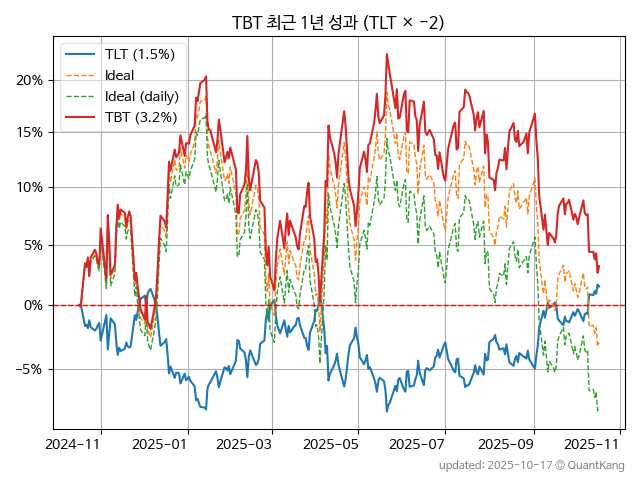 TBT 최근 1년 성과 (TLT × -2)
TLT (1.5%)
Ideal
Ideal (daily)
TBT (3.2%)
20%
15%
10%
5%
0%
−5%
2024-11 2025-01 2025-03 2025-05 2025-07 2025-09 2025-11
updated: 2025-10-17 ⓒ QuantKang